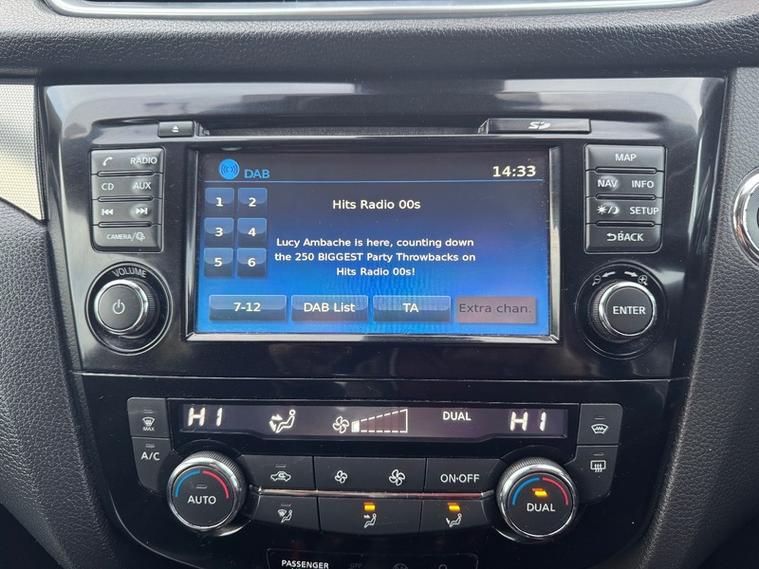 SD
RADIO
CD AUX
CAMERA/
VOLUME
DAB
14:33
1 2
3 4
5 6
Hits Radio 00s
Lucy Ambache is here, counting down
the 250 BIGGEST Party Throwbacks on
Hits Radio 00s!
7-12
DAB List
TA
Extra chan.
MAP
NAV INFO
SETUP
BACK
ENTER
HI
DUAL
HI
MAX
A/C
AUTO
ON·OFF
DUAL
PASSENGER